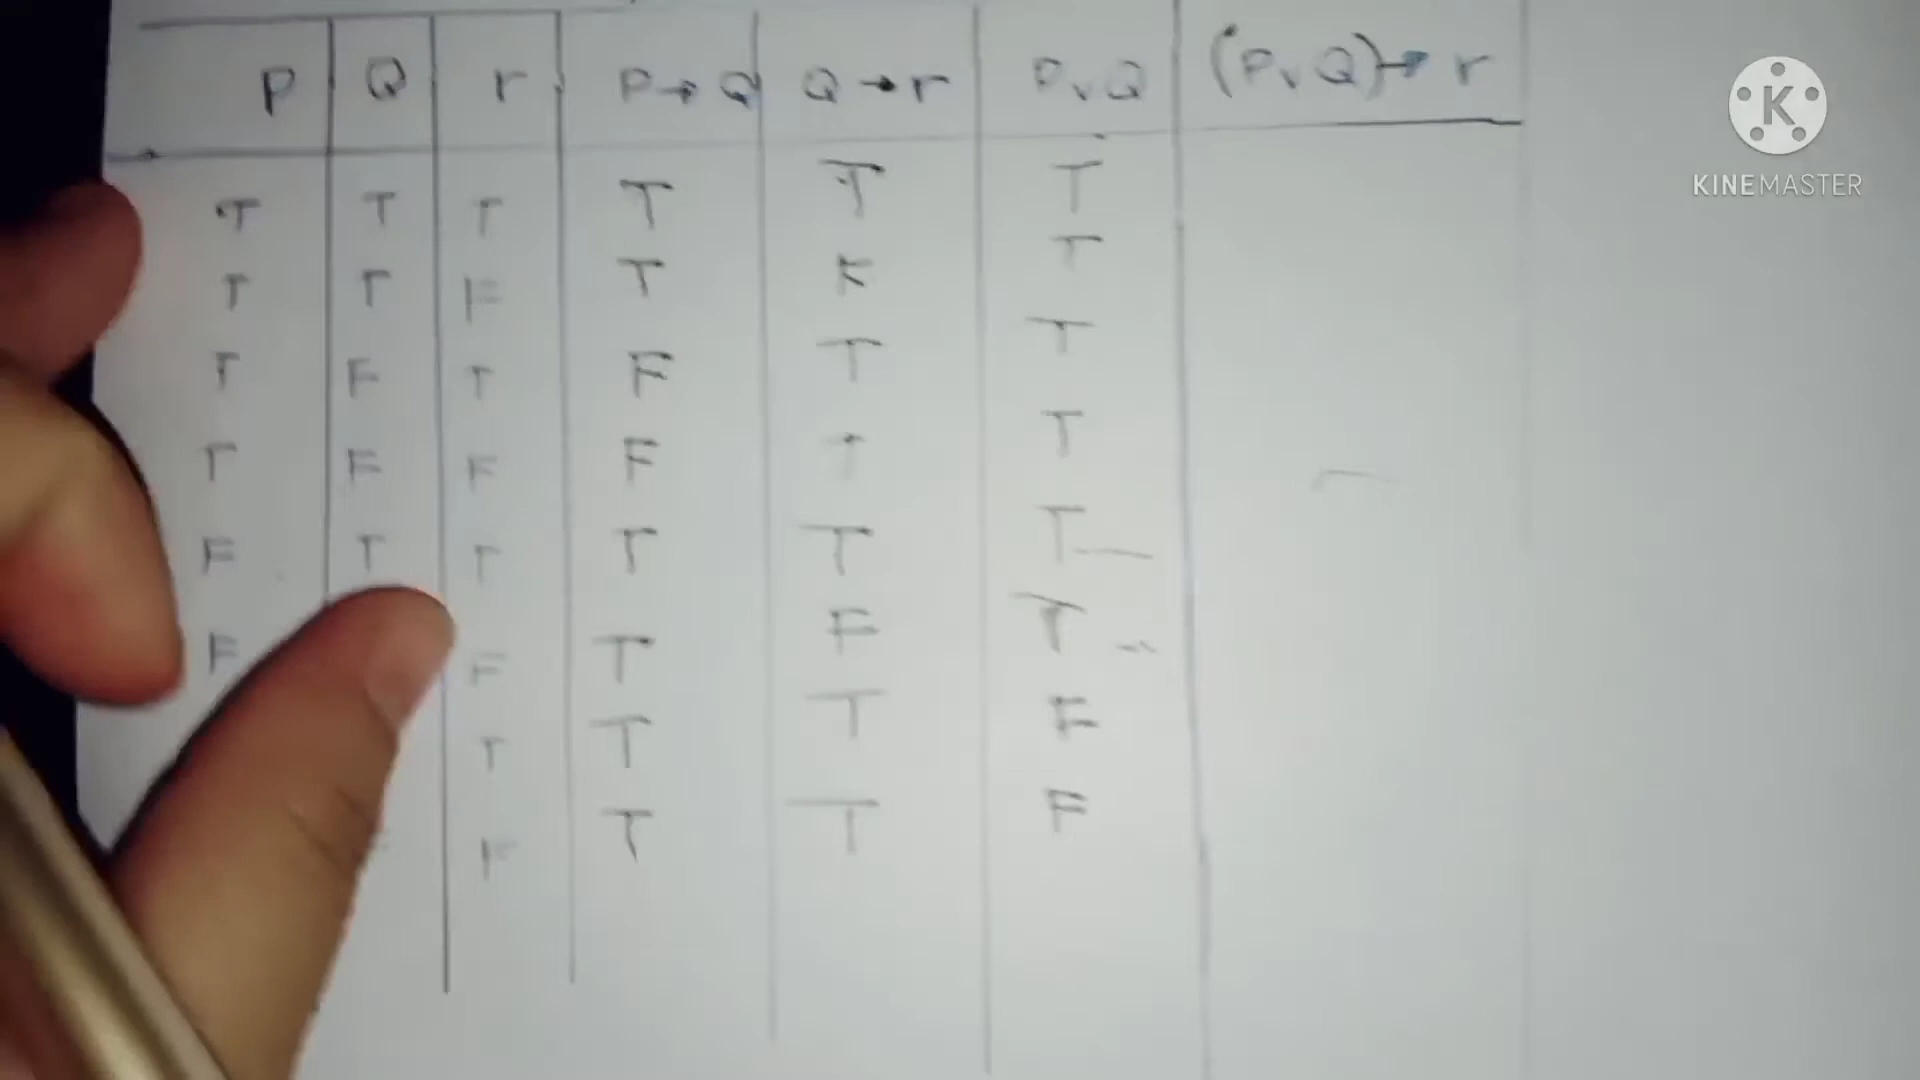 P Q r P→Q Q→r P∨Q (P∨Q)→r
T T T T T T
T T F T F T
T F T F T T
T F F F T T
F T T T T T
F F T F T
T T T F
F T T F
K
KINEMASTER